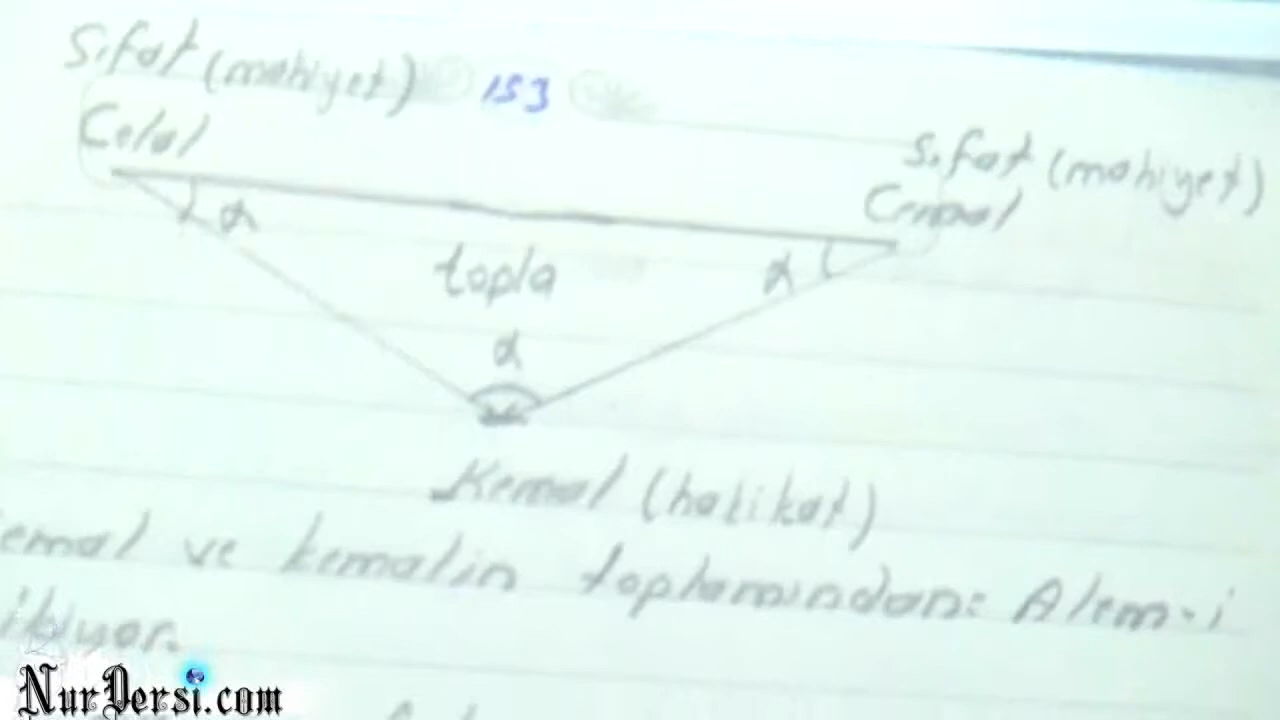 Sıfat (mahiyet) 153
Celal
Sıfat (mahiyet)
Cemal
α
topla
α
α
Kemal (hakikat)
emal ve kemalin toplamından: Alem-i
ıkıyor.
NurDersi.com